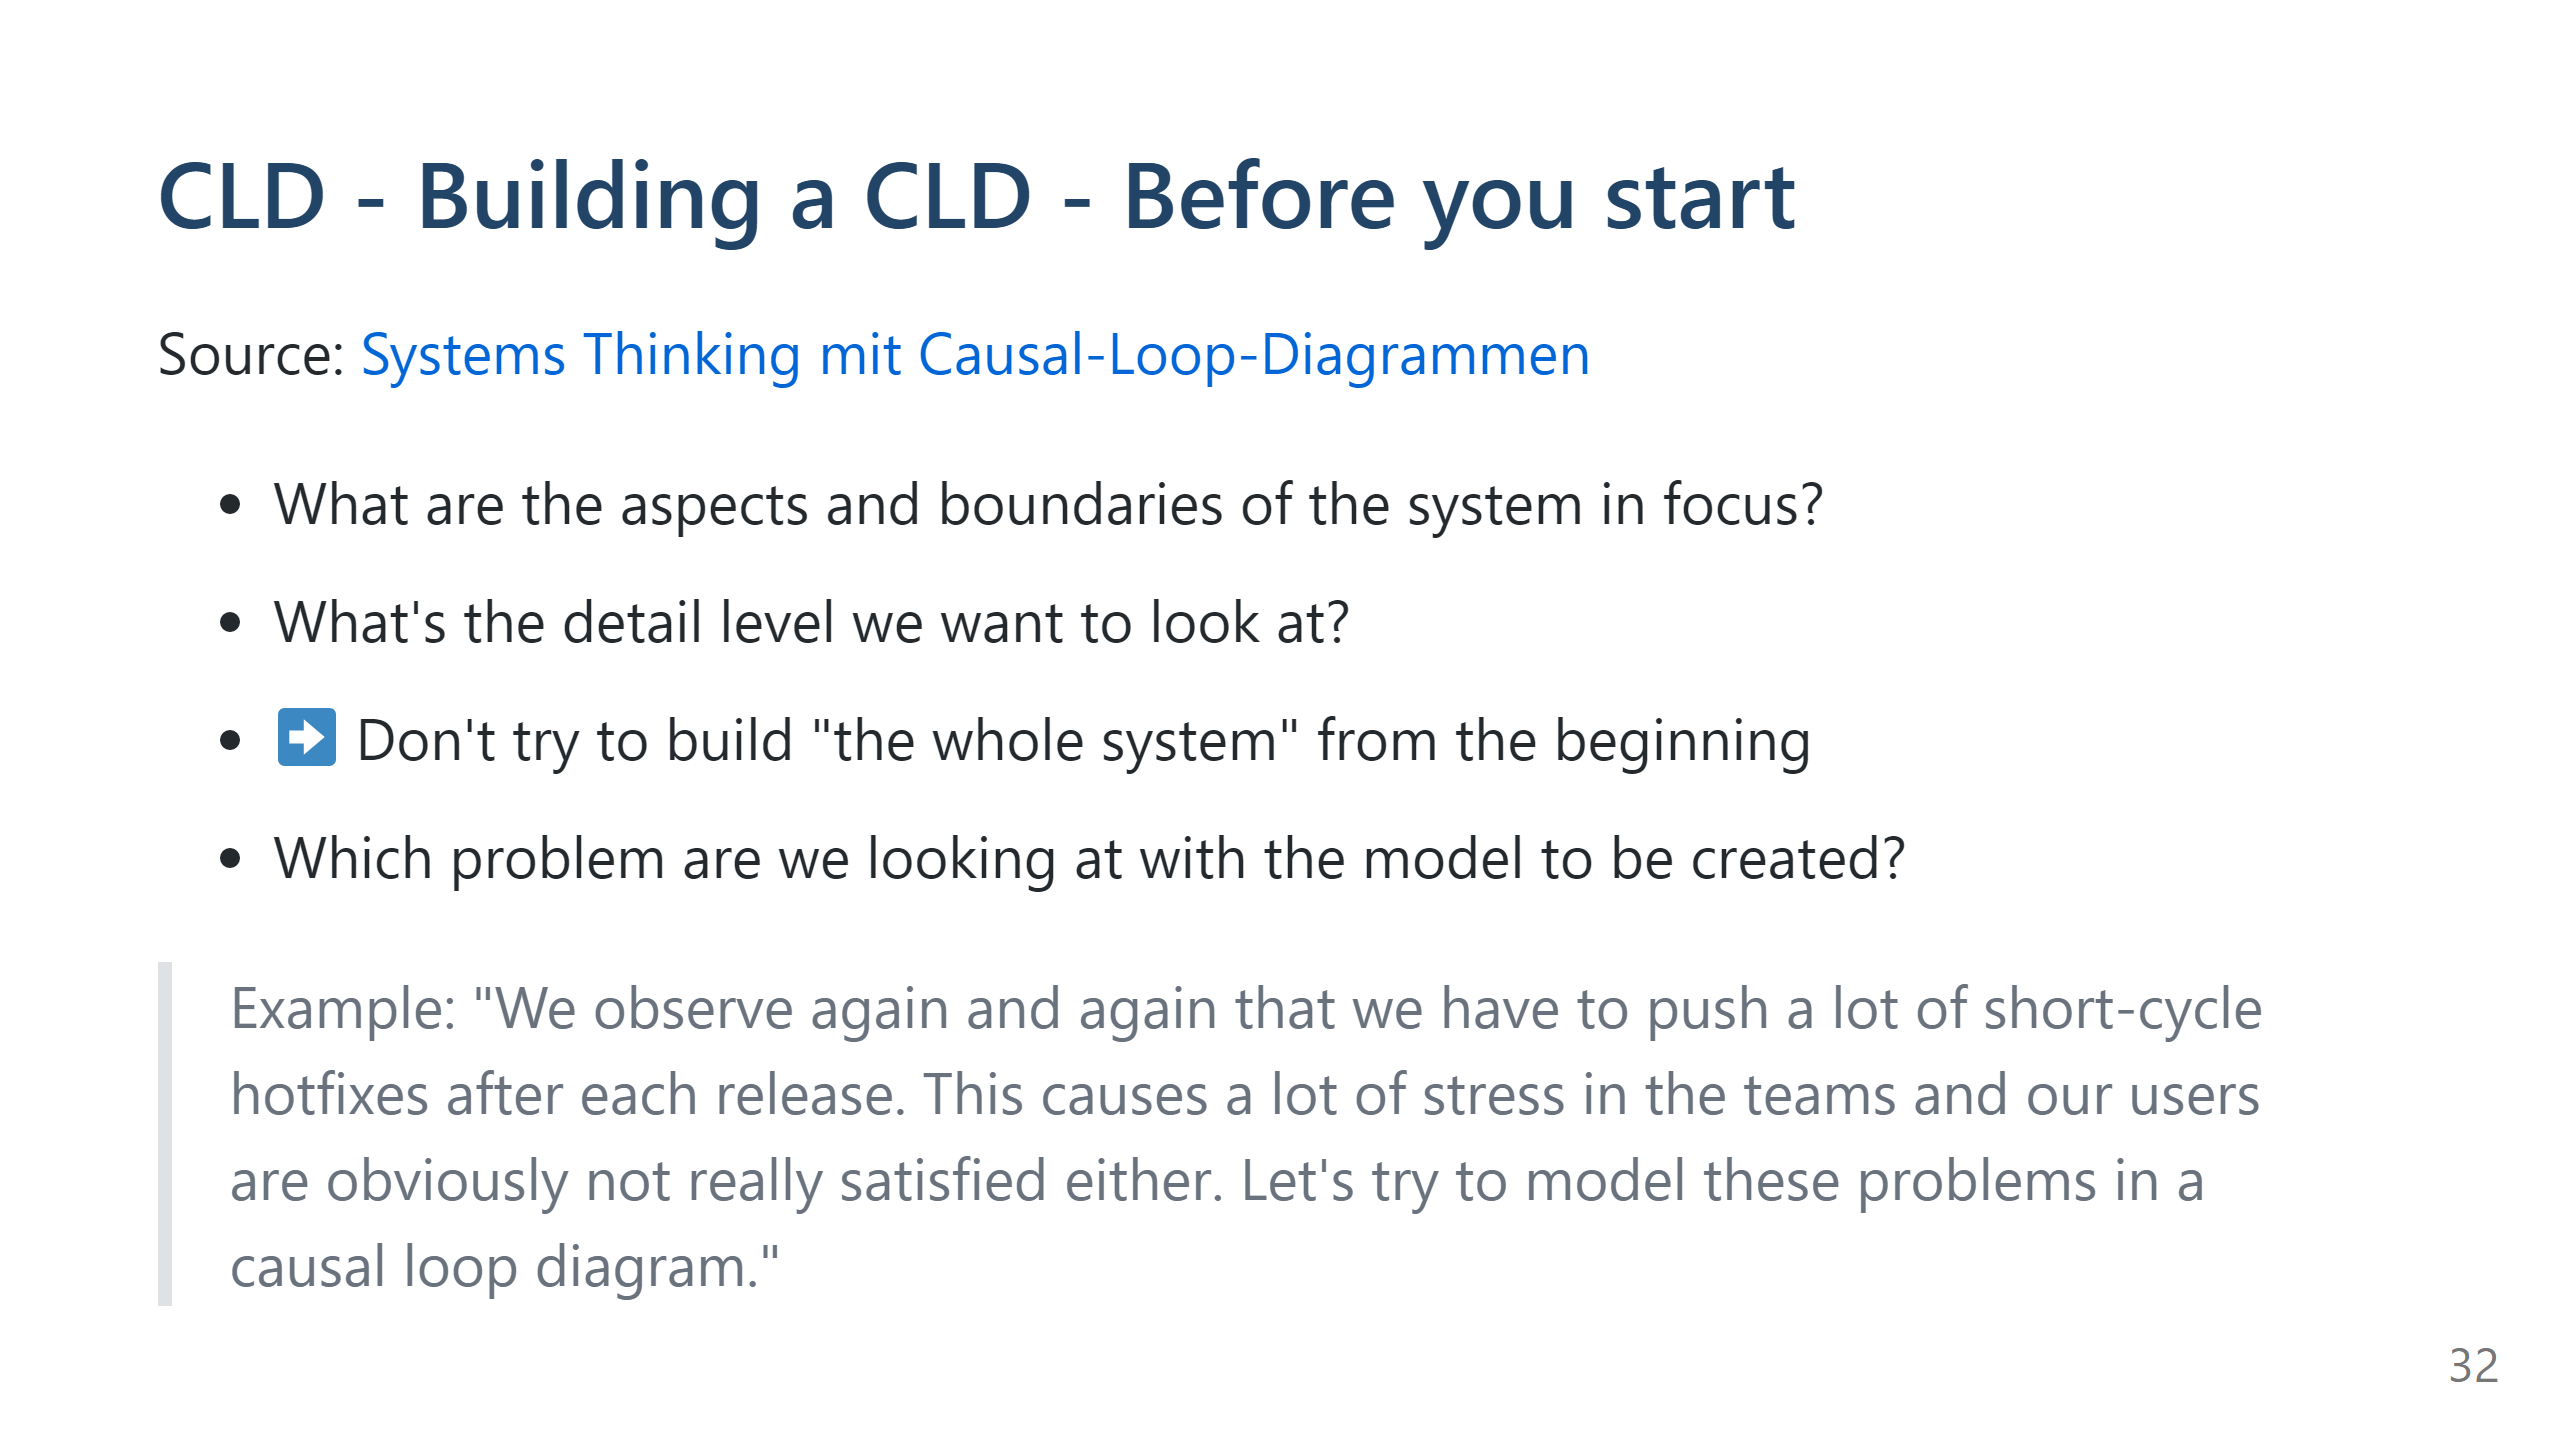 CLD - Building a CLD - Before you start
Source: Systems Thinking mit Causal-Loop-Diagrammen
• What are the aspects and boundaries of the system in focus?
• What's the detail level we want to look at?
• ➡️ Don't try to build "the whole system" from the beginning
• Which problem are we looking at with the model to be created?
Example: "We observe again and again that we have to push a lot of short-cycle
hotfixes after each release. This causes a lot of stress in the teams and our users
are obviously not really satisfied either. Let's try to model these problems in a
causal loop diagram."
32